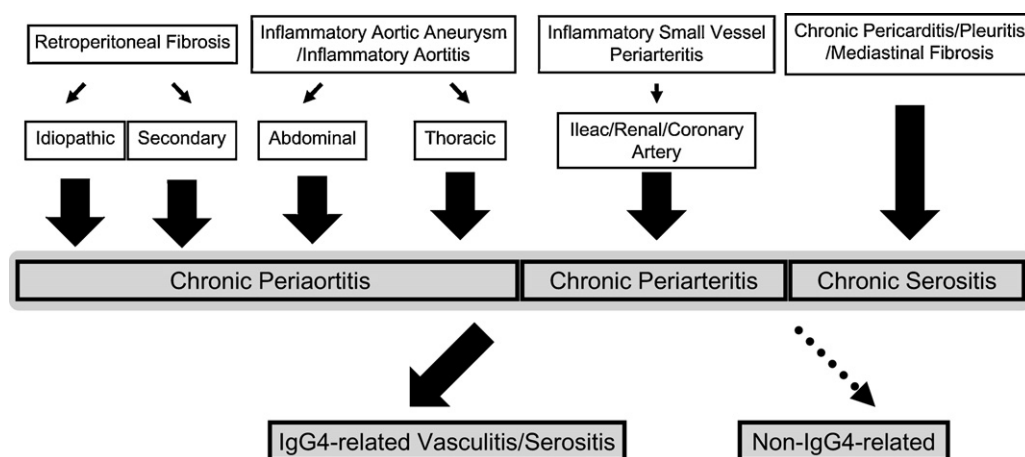 Retroperitoneal Fibrosis
Inflammatory Aortic Aneurysm
/Inflammatory Aortitis
Inflammatory Small Vessel
Periarteritis
Chronic Pericarditis/Pleuritis
/Mediastinal Fibrosis
Idiopathic
Secondary
Abdominal
Thoracic
Ileac/Renal/Coronary
Artery
Chronic Periaortitis
Chronic Periarteritis
Chronic Serositis
IgG4-related Vasculitis/Serositis
Non-IgG4-related